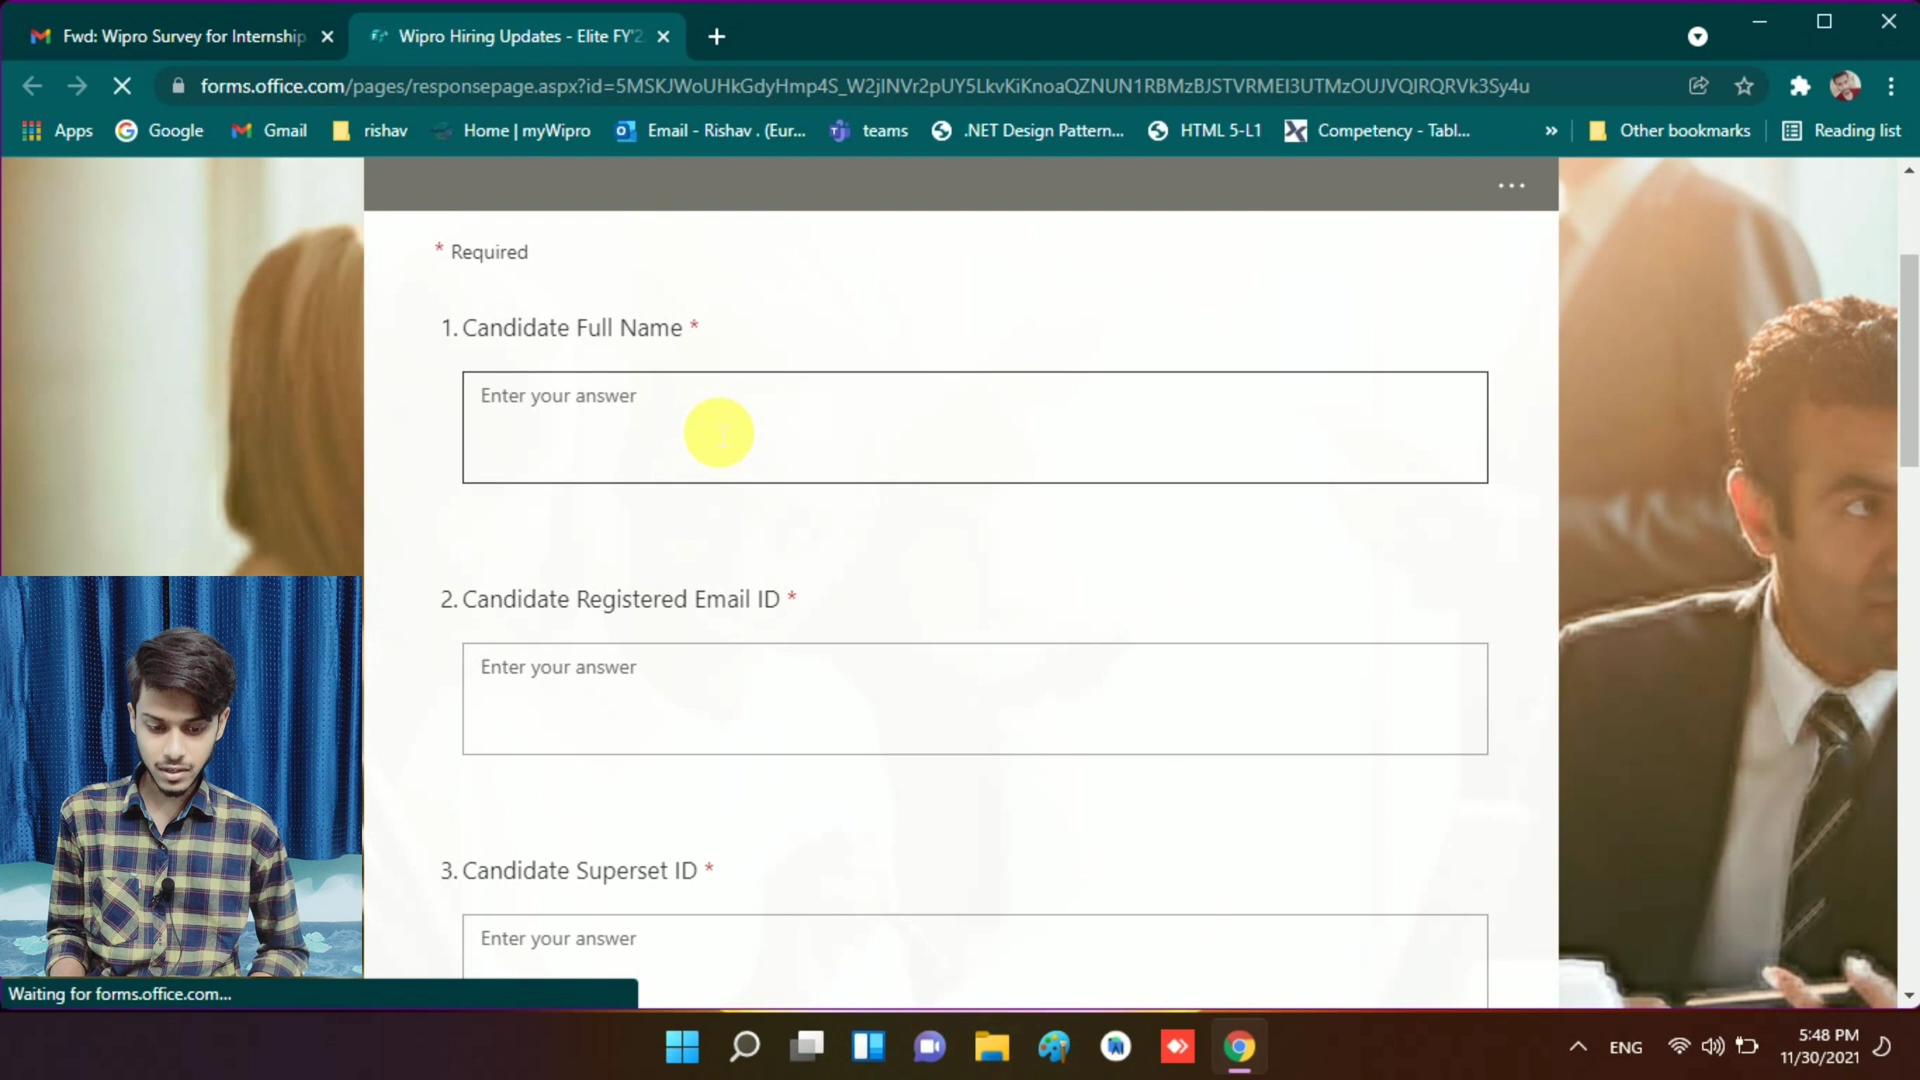 Fwd: Wipro Survey for Internship
Wipro Hiring Updates - Elite FY'2
forms.office.com/pages/responsepage.aspx?id=5MSKJWoUHkGdyHmp4S_W2jINVr2pUY5LkvKiKnoaQZNUN1RBMzBJSTVRMEI3UTMzOUJVQlRQRVk3Sy4u
Apps
Google
Gmail
rishav
Home | myWipro
Email - Rishav . (Eur...
teams
.NET Design Pattern...
HTML 5-L1
Competency - Tabl...
»
Other bookmarks
Reading list
* Required
1. Candidate Full Name *
Enter your answer
2. Candidate Registered Email ID *
Enter your answer
3. Candidate Superset ID *
Enter your answer
Waiting for forms.office.com...
ENG
5:48 PM
11/30/2021